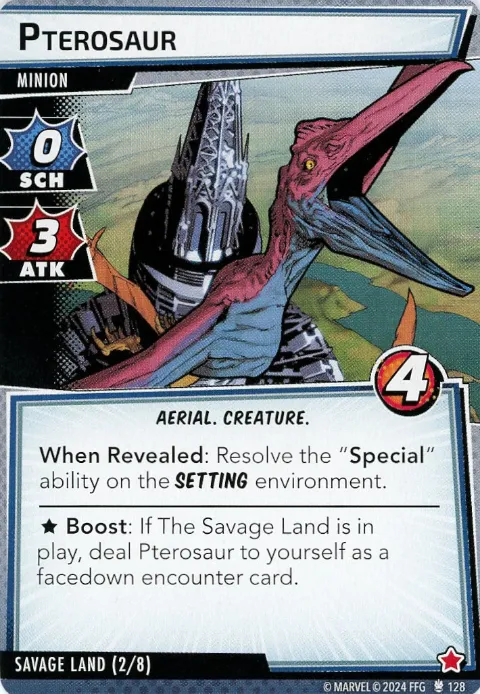 PTEROSAUR
MINION
0
SCH
3
ATK
4
AERIAL. CREATURE.
When Revealed: Resolve the "Special"
ability on the SETTING environment.
★ Boost: If The Savage Land is in
play, deal Pterosaur to yourself as a
facedown encounter card.
SAVAGE LAND (2/8)
© MARVEL © 2024 FFG 128